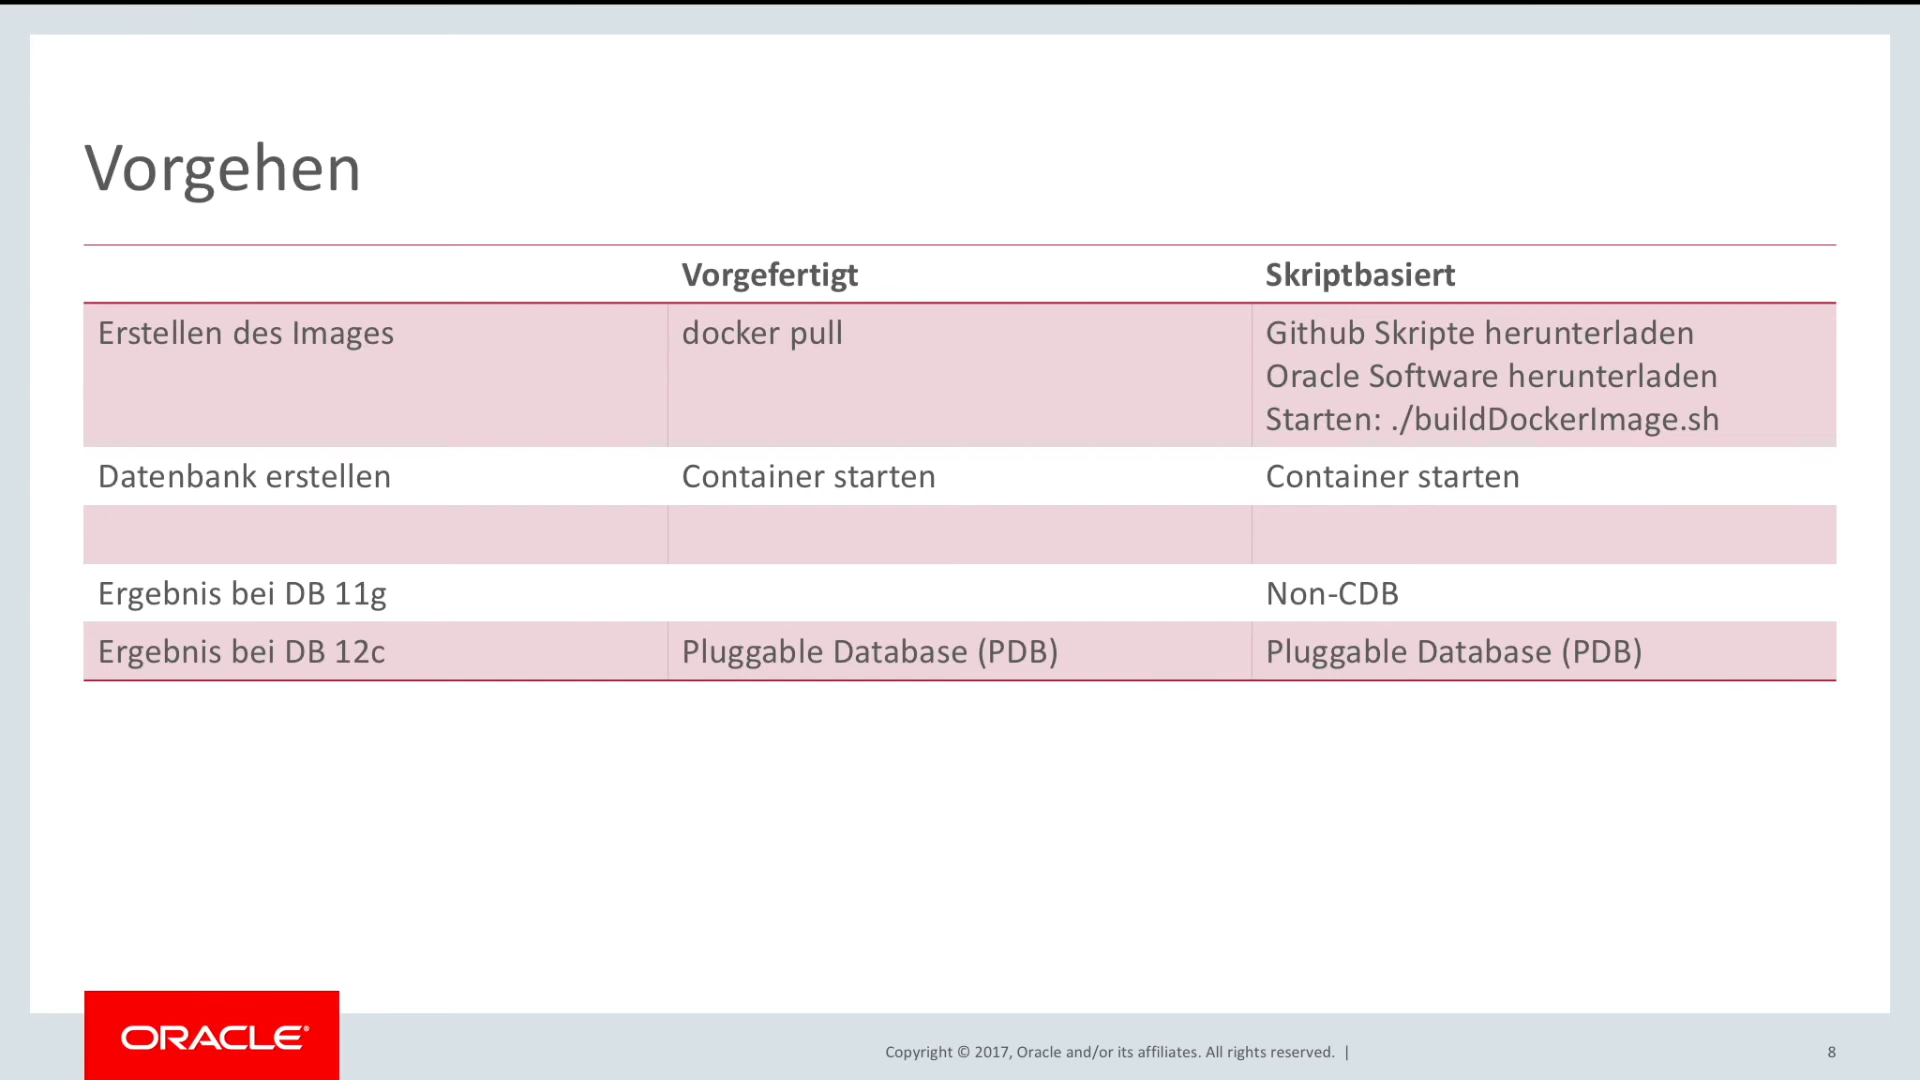 Vorgehen
Vorgefertigt Skriptbasiert
Erstellen des Images docker pull Github Skripte herunterladen
Oracle Software herunterladen
Starten: ./buildDockerImage.sh
Datenbank erstellen Container starten Container starten
Ergebnis bei DB 11g Non-CDB
Ergebnis bei DB 12c Pluggable Database (PDB) Pluggable Database (PDB)
ORACLE®
Copyright © 2017, Oracle and/or its affiliates. All rights reserved. | 8